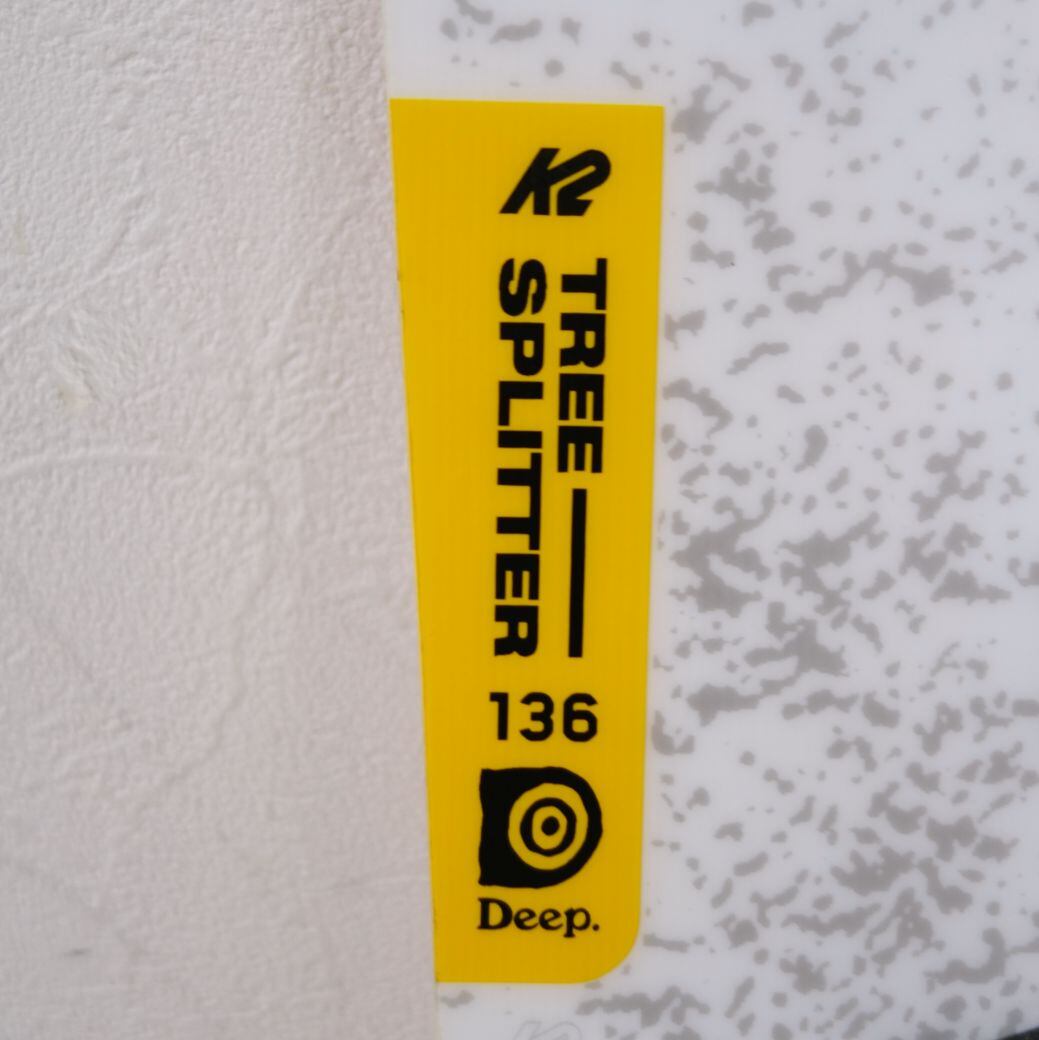 K2
TREE
SPLITTER
136
Deep.